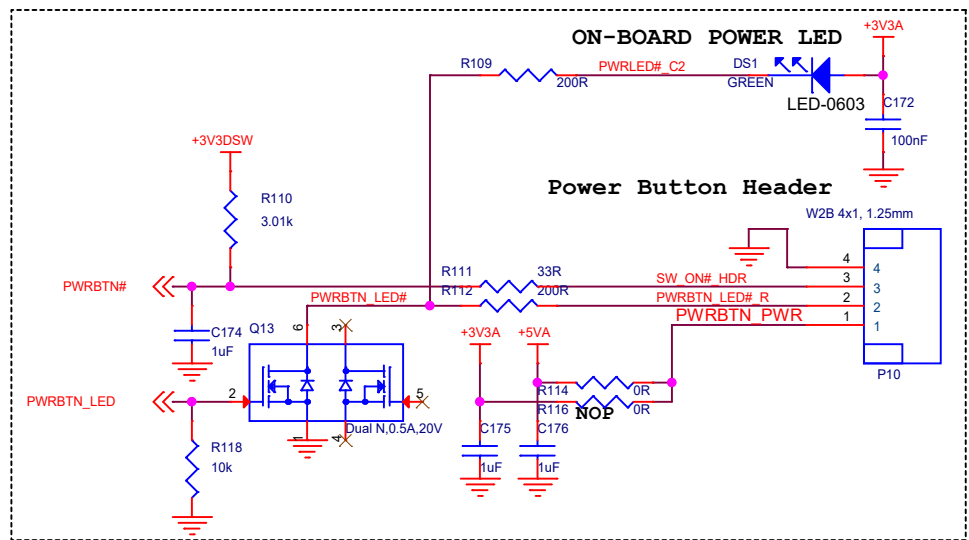 +3V3A
ON-BOARD POWER LED
R109
PWRLED#_C2
DS1
200R
GREEN
LED-0603
C172
100nF
+3V3DSW
Power Button Header
R110
3.01k
W2B 4x1, 1.25mm
4
4
PWRBTN#
R111
33R
SW_ON#_HDR
3
3
PWRBTN_LED#
R112
200R
PWRBTN_LED#_R
2
2
PWRBTN_PWR
1
1
C174
1uF
Q13
6
3
+3V3A
+5VA
P10
PWRBTN_LED
2
5
R114
0R
R116
0R
NOP
1
4
Dual N,0.5A,20V
C175
C176
R118
10k
1uF
1uF